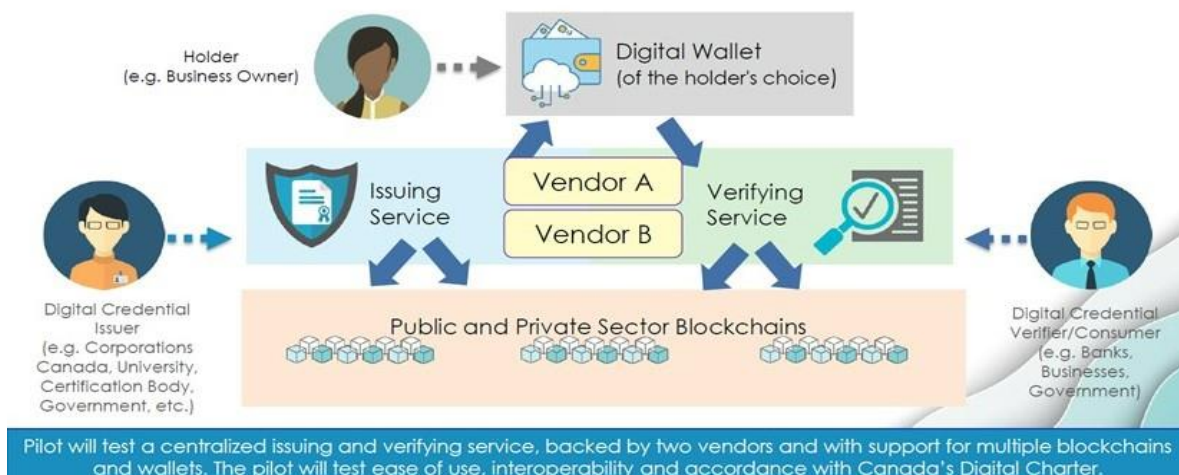 Holder
(e.g. Business Owner)
Digital Wallet
(of the holder's choice)
Issuing
Service
Vendor A
Vendor B
Verifying
Service
Digital Credential
Issuer
(e.g. Corporations
Canada, University,
Certification Body,
Government, etc.)
Public and Private Sector Blockchains
Digital Credential
Verifier/Consumer
(e.g. Banks,
Businesses,
Government)
Pilot will test a centralized issuing and verifying service, backed by two vendors and with support for multiple blockchains
and wallets. The pilot will test ease of use, interoperability and accordance with Canada's Digital Charter